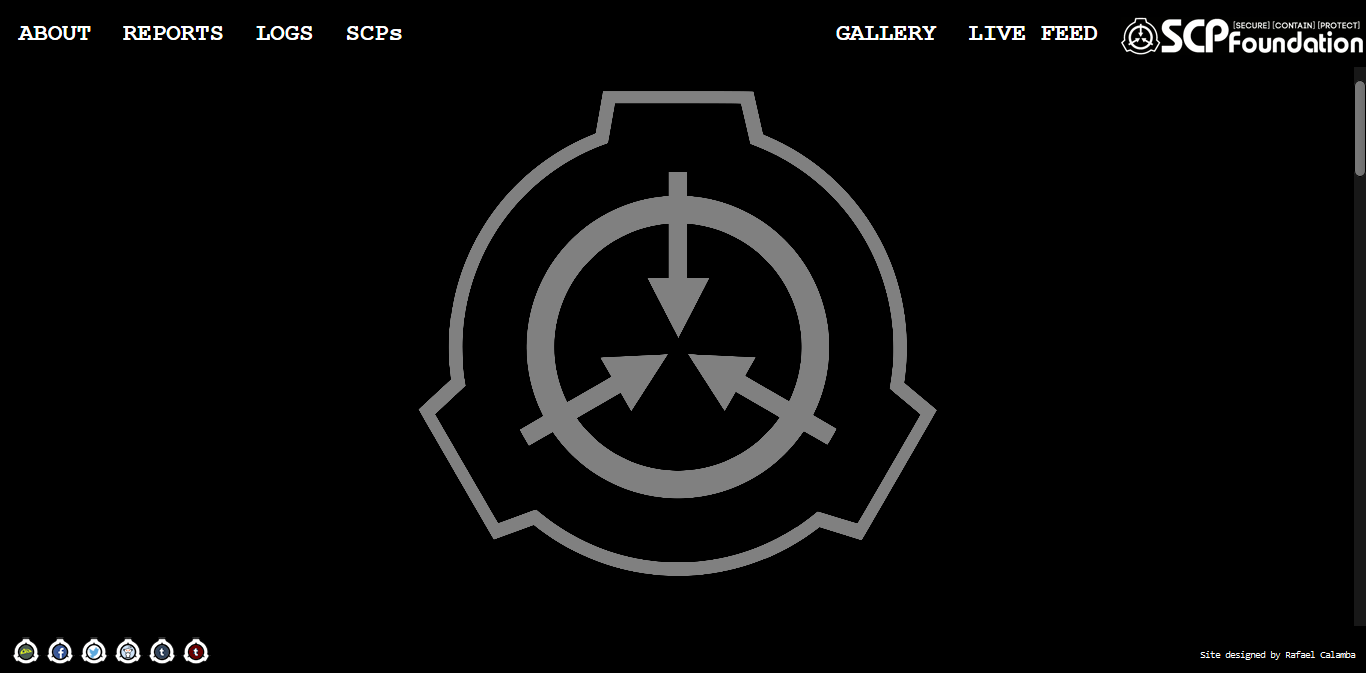 ABOUT REPORTS LOGS SCPs GALLERY LIVE FEED
[SECURE] [CONTAIN] [PROTECT]
SCP Foundation
f t t
Site designed by Rafael Calamba